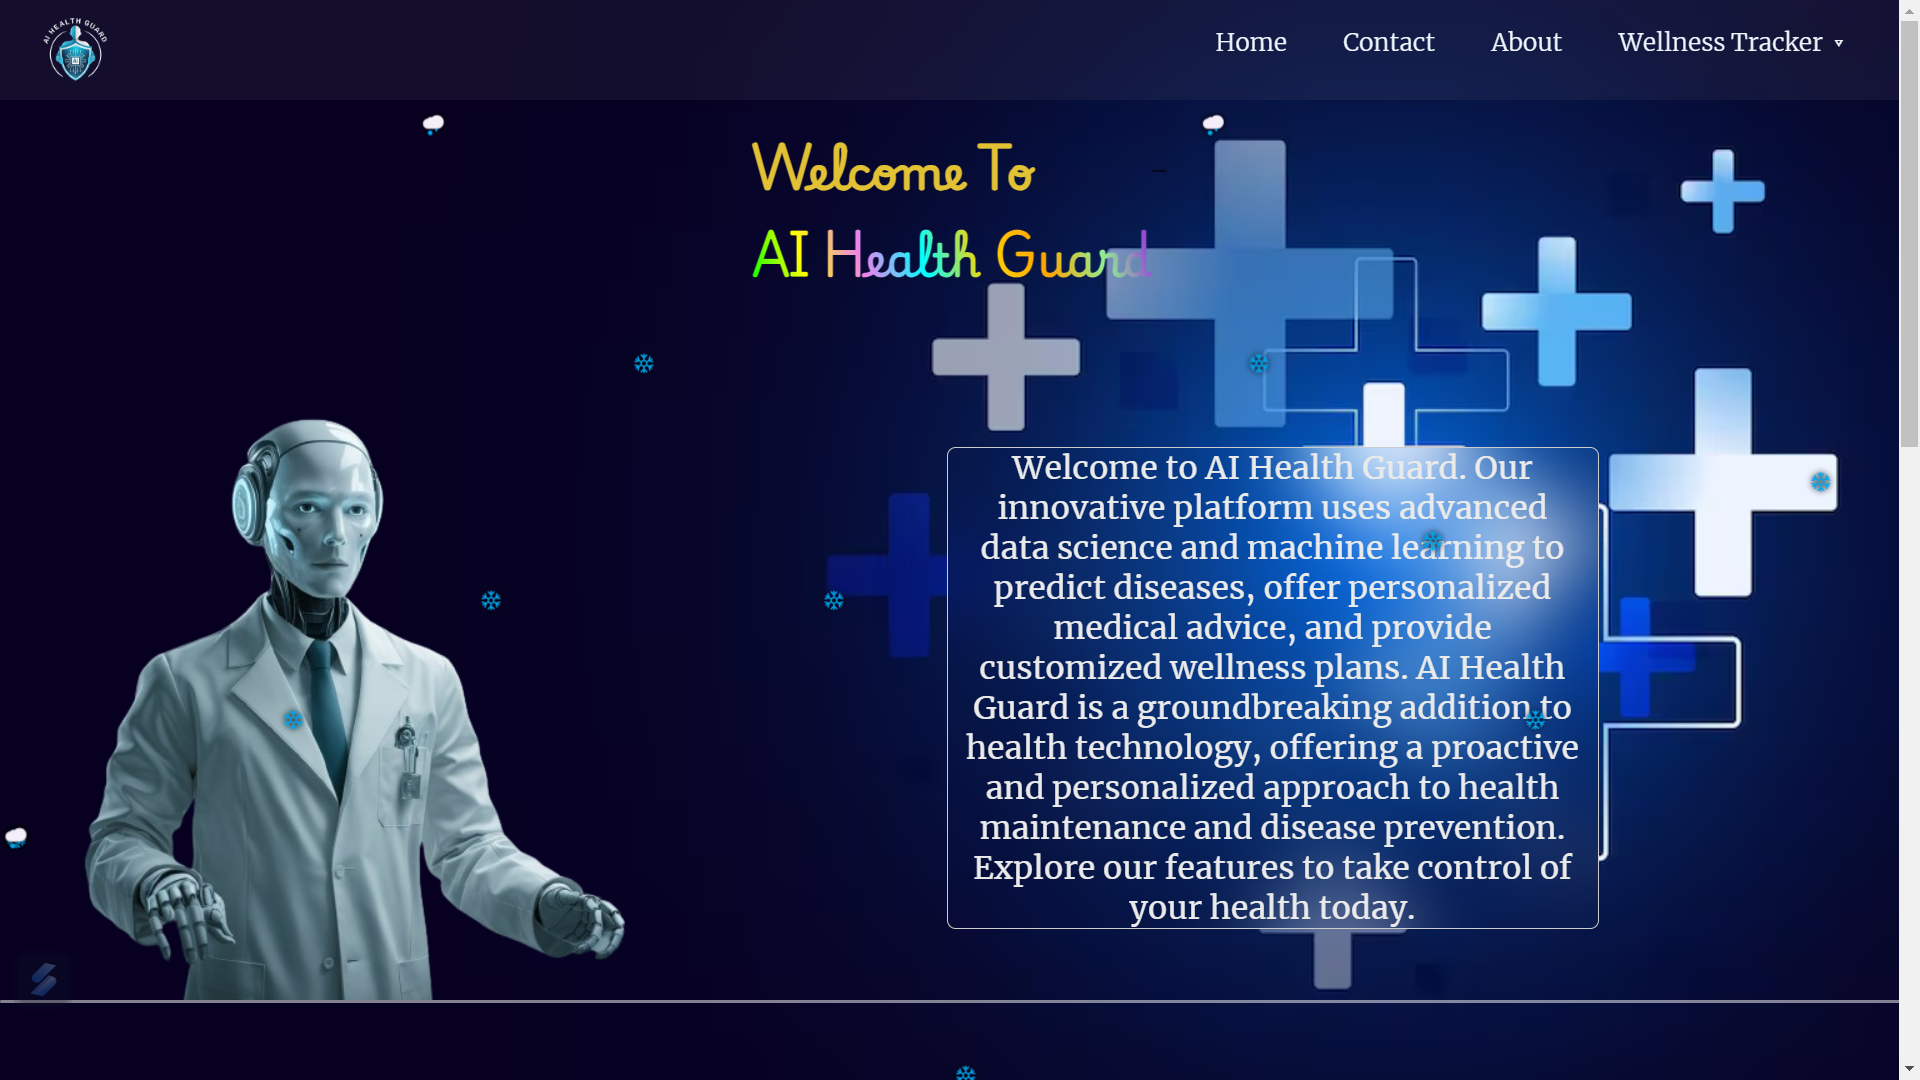 AI HEALTH GUARD
Home
Contact
About
Wellness Tracker
Welcome To
AI Health Guard
Welcome to AI Health Guard. Our
innovative platform uses advanced
data science and machine learning to
predict diseases, offer personalized
medical advice, and provide
customized wellness plans. AI Health
Guard is a groundbreaking addition to
health technology, offering a proactive
and personalized approach to health
maintenance and disease prevention.
Explore our features to take control of
your health today.